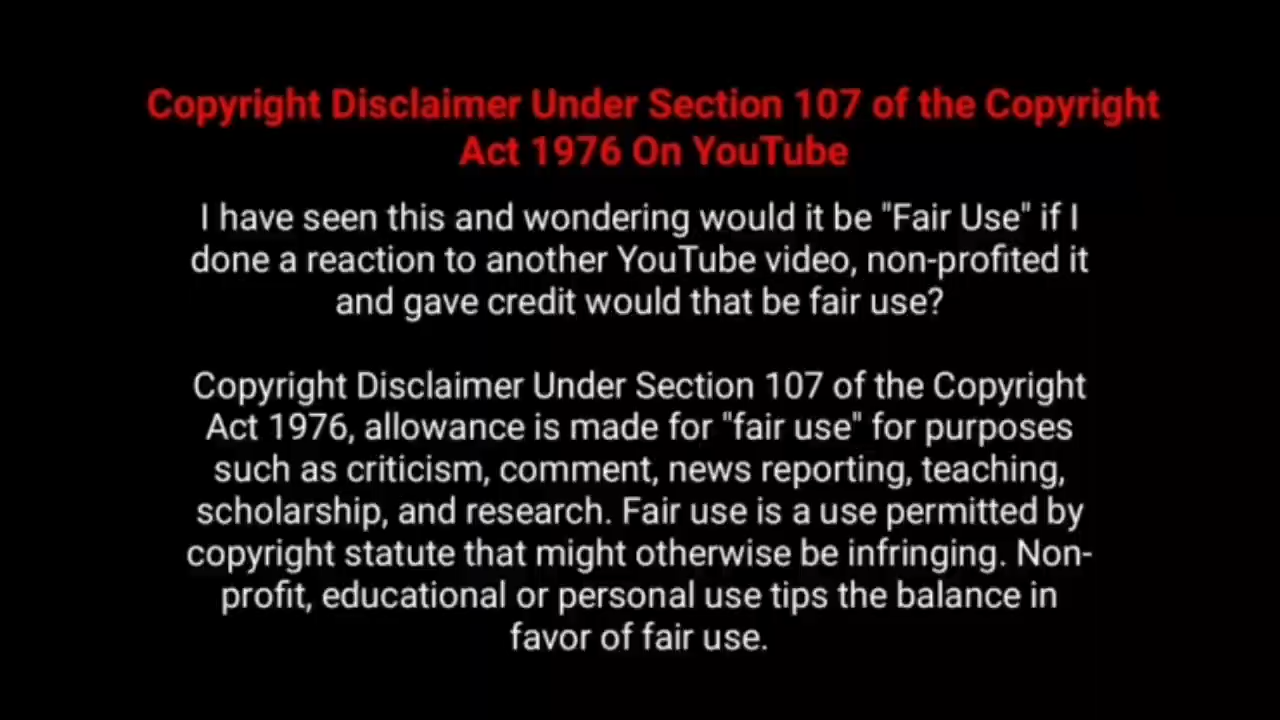 Copyright Disclaimer Under Section 107 of the Copyright
Act 1976 On YouTube
I have seen this and wondering would it be "Fair Use" if I
done a reaction to another YouTube video, non-profited it
and gave credit would that be fair use?
Copyright Disclaimer Under Section 107 of the Copyright
Act 1976, allowance is made for "fair use" for purposes
such as criticism, comment, news reporting, teaching,
scholarship, and research. Fair use is a use permitted by
copyright statute that might otherwise be infringing. Non-
profit, educational or personal use tips the balance in
favor of fair use.